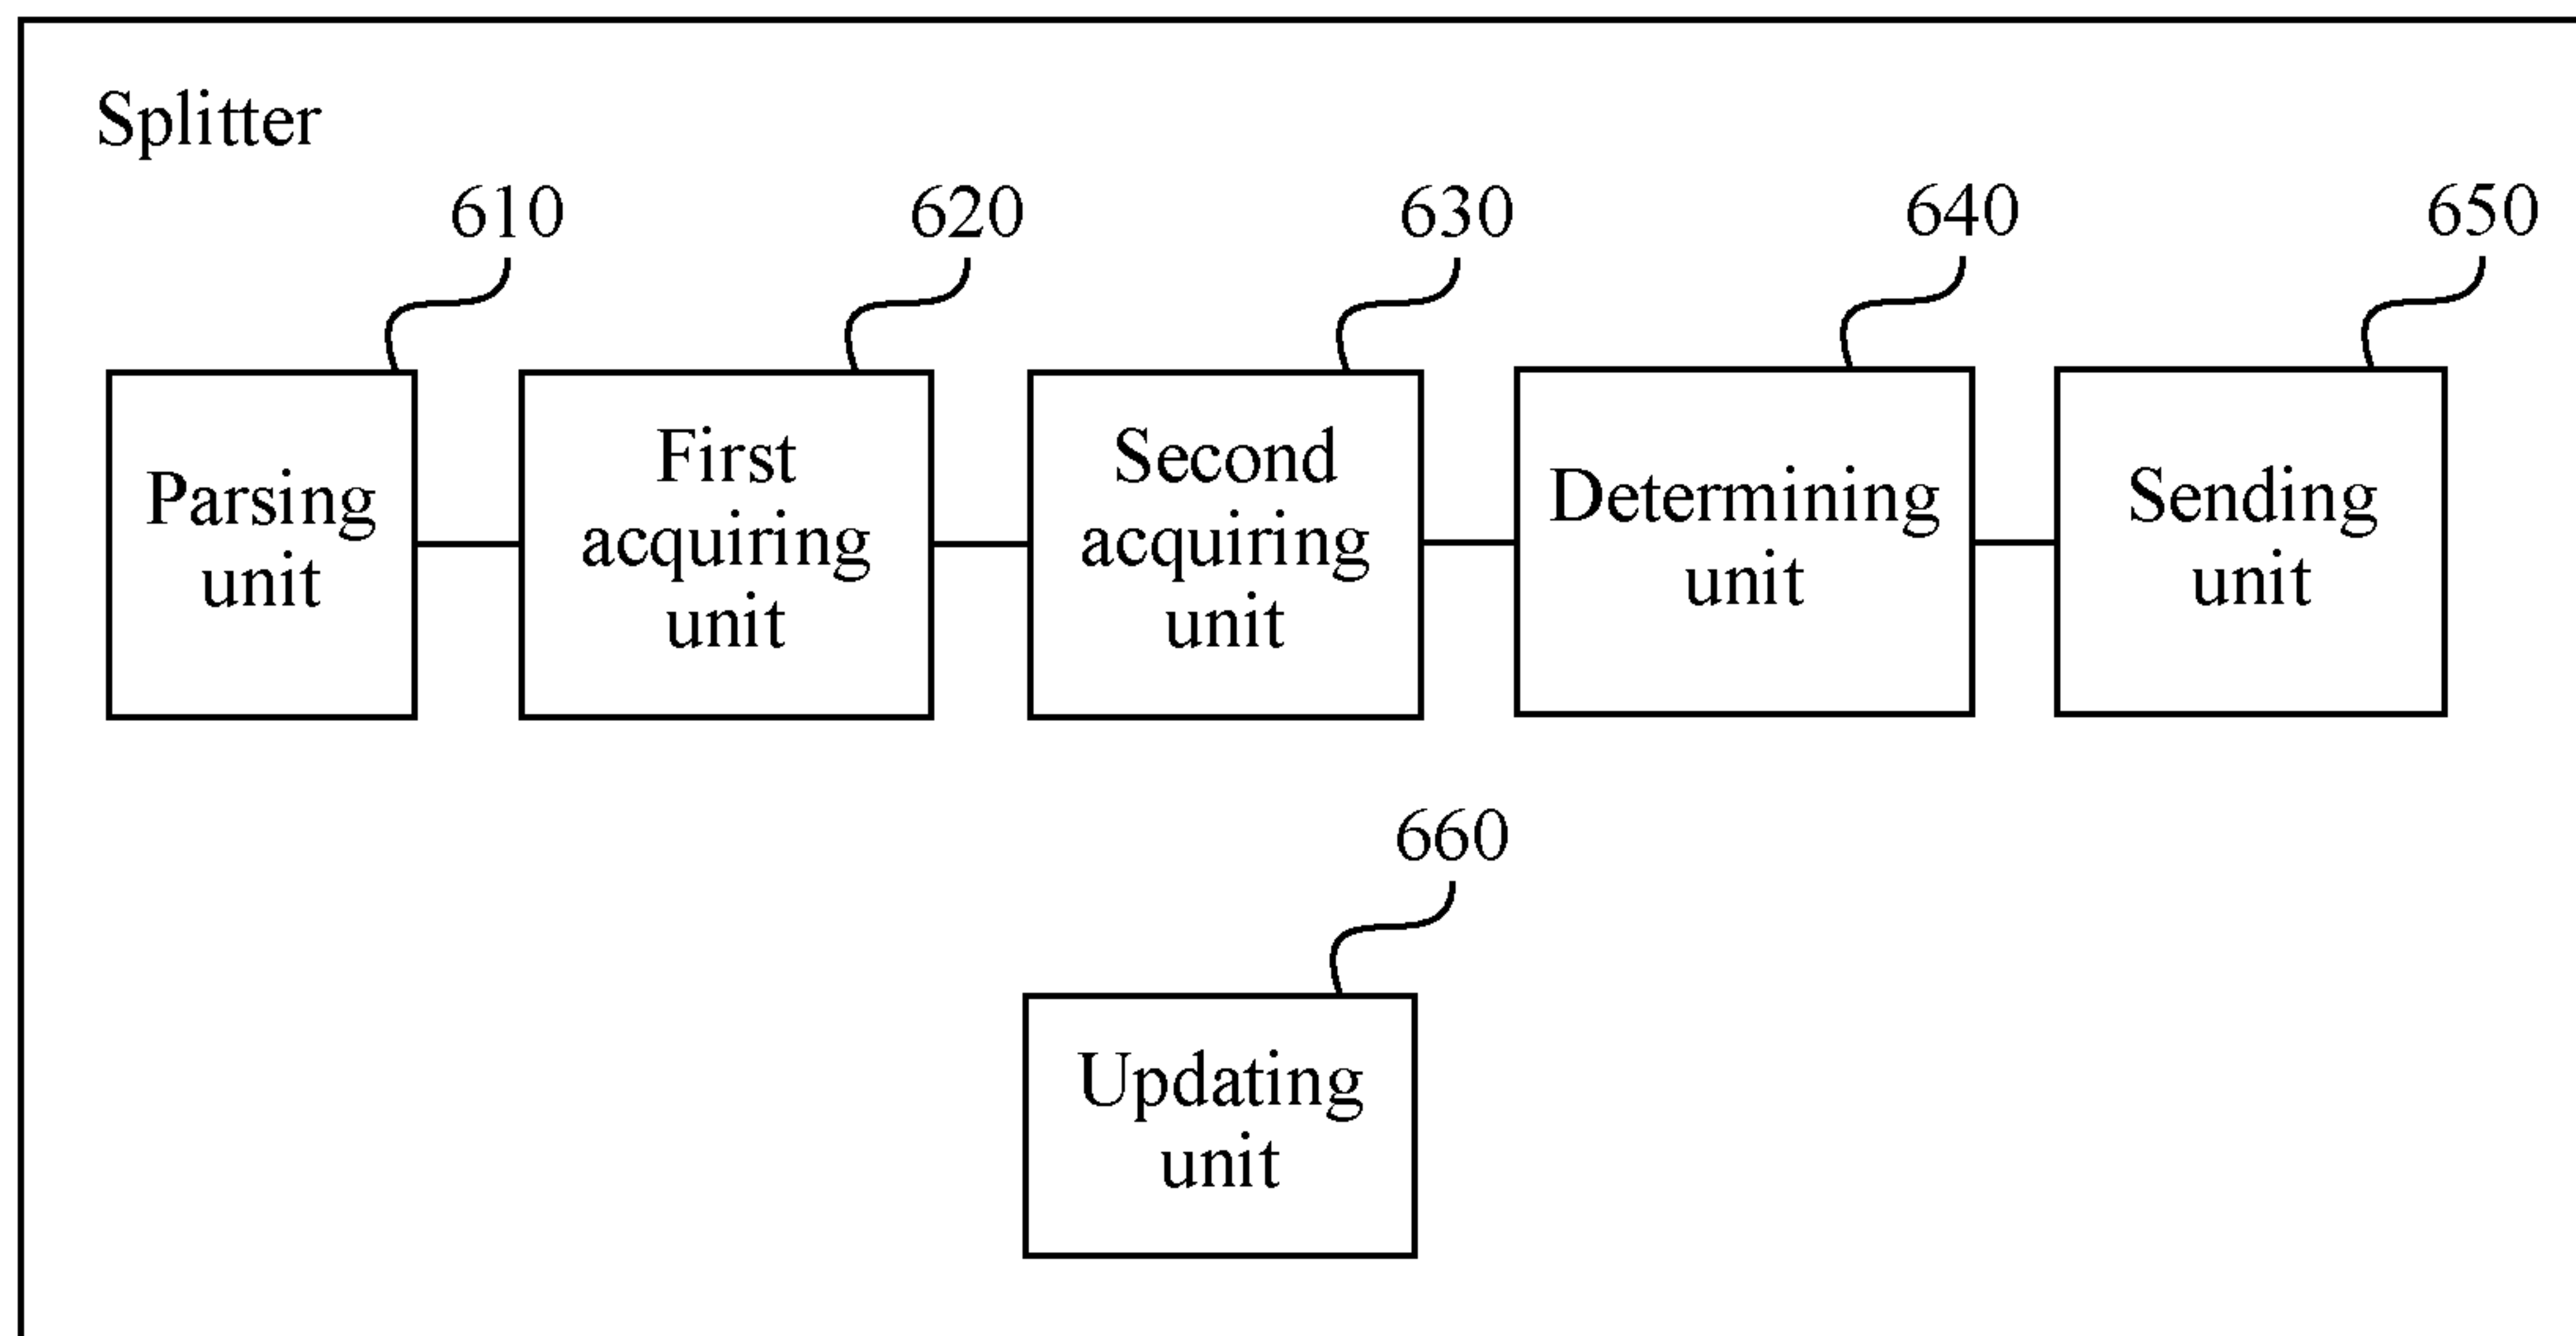 Splitter
610
620
630
640
650
Parsing
unit
First
acquiring
unit
Second
acquiring
unit
Determining
unit
Sending
unit
660
Updating
unit